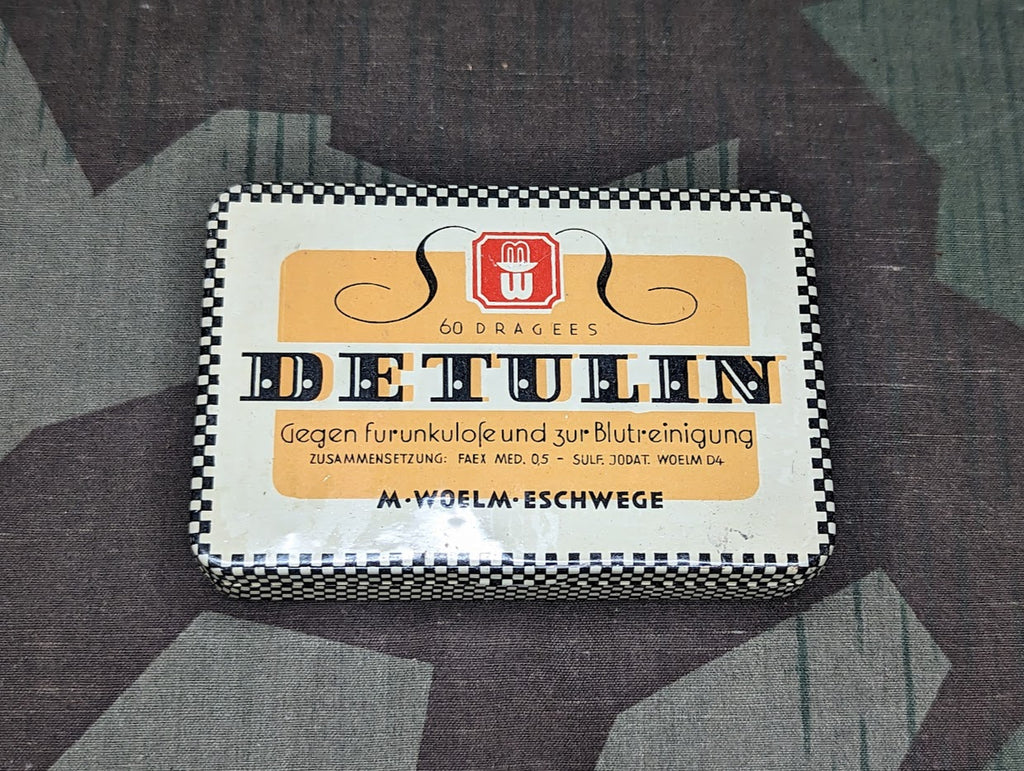 W
60 DRAGEES
DETULIN
Gegen Furunkuloſe und zur Blutreinigung
ZUSAMMENSETZUNG: FAEX MED. 0,5 - SULF. JODAT. WOELM D4
M·WOELM·ESCHWEGE